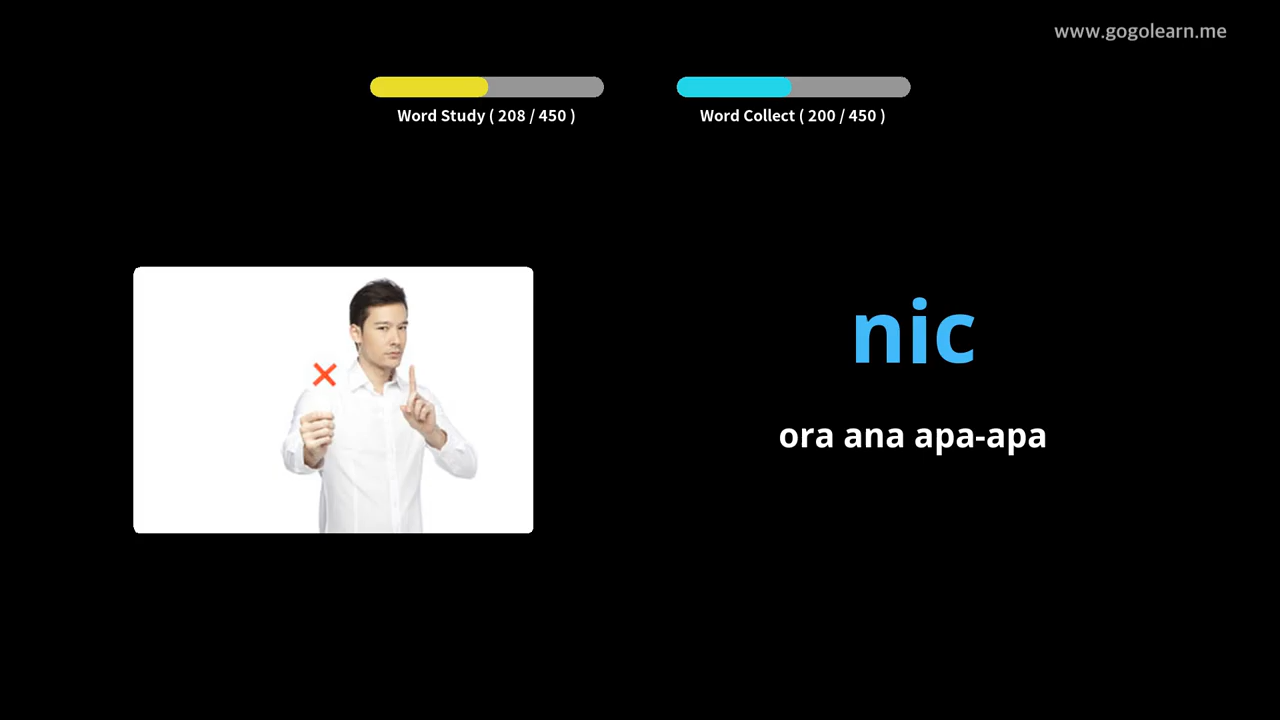 www.gogolearn.me
Word Study ( 208 / 450 )
Word Collect ( 200 / 450 )
nic
ora ana apa-apa